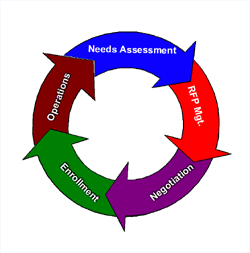 Needs Assessment
RFP Mgt.
Negotiation
Enrollment
Operations